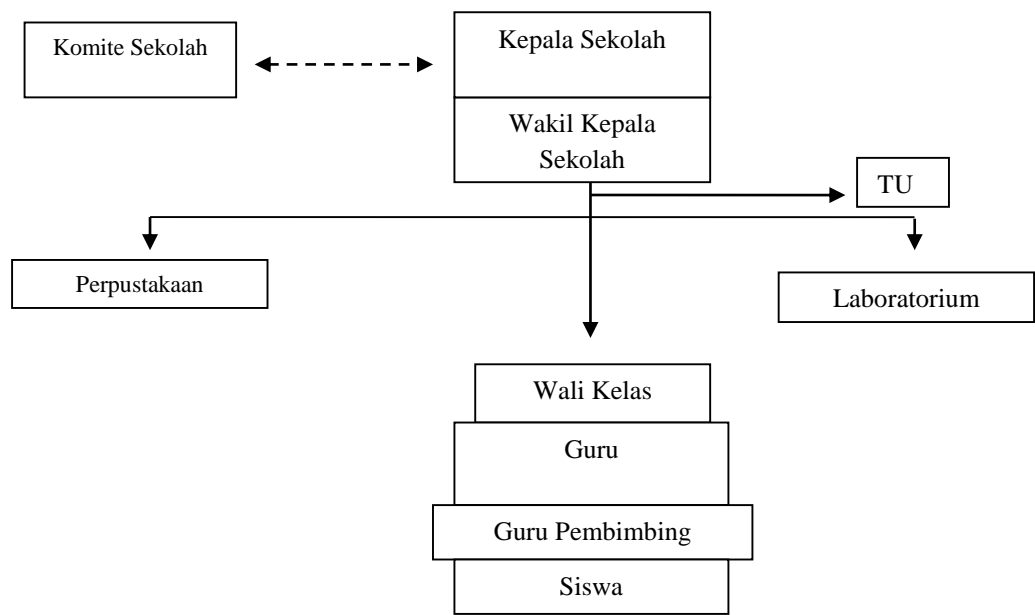 Komite Sekolah
Kepala Sekolah
Wakil Kepala
Sekolah
TU
Perpustakaan
Laboratorium
Wali Kelas
Guru
Guru Pembimbing
Siswa